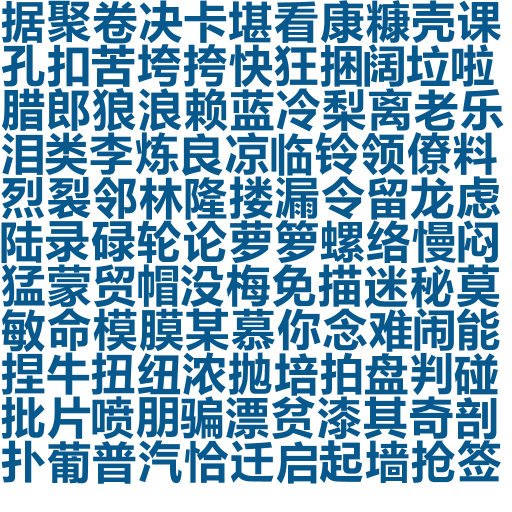 据聚卷决卡堪看康糠壳课
孔扣苦垮挎快狂捆阔垃啦
腊郎狼浪赖蓝冷梨离老乐
泪类李炼良凉临铃领僚料
烈裂邻林隆搂漏令留龙虑
陆录碌轮论萝箩螺络慢闷
猛蒙贸帽没梅免描迷秘莫
敏命模膜某慕你念难闹能
捏牛扭纽浓抛培拍盘判碰
批片喷朋骗漂贫漆其奇剖
扑葡普汽恰迁启起墙抢签